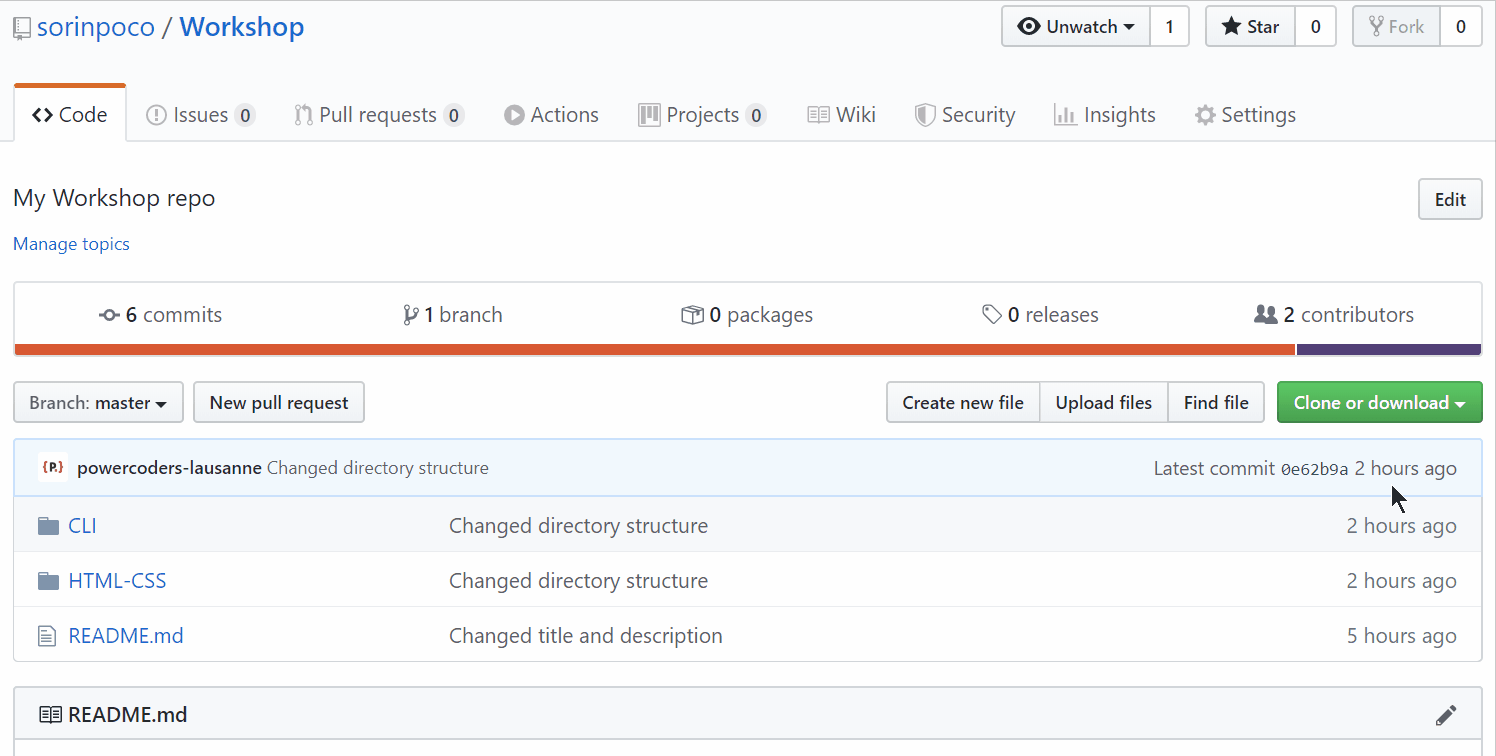 sorinpoco / Workshop
Unwatch 1 Star 0 Fork 0
Code Issues 0 Pull requests 0 Actions Projects 0 Wiki Security Insights Settings
My Workshop repo
Edit
Manage topics
6 commits 1 branch 0 packages 0 releases 2 contributors
Branch: master New pull request Create new file Upload files Find file Clone or download
{P.} powercoders-lausanne Changed directory structure Latest commit 0e62b9a 2 hours ago
CLI Changed directory structure 2 hours ago
HTML-CSS Changed directory structure 2 hours ago
README.md Changed title and description 5 hours ago
README.md